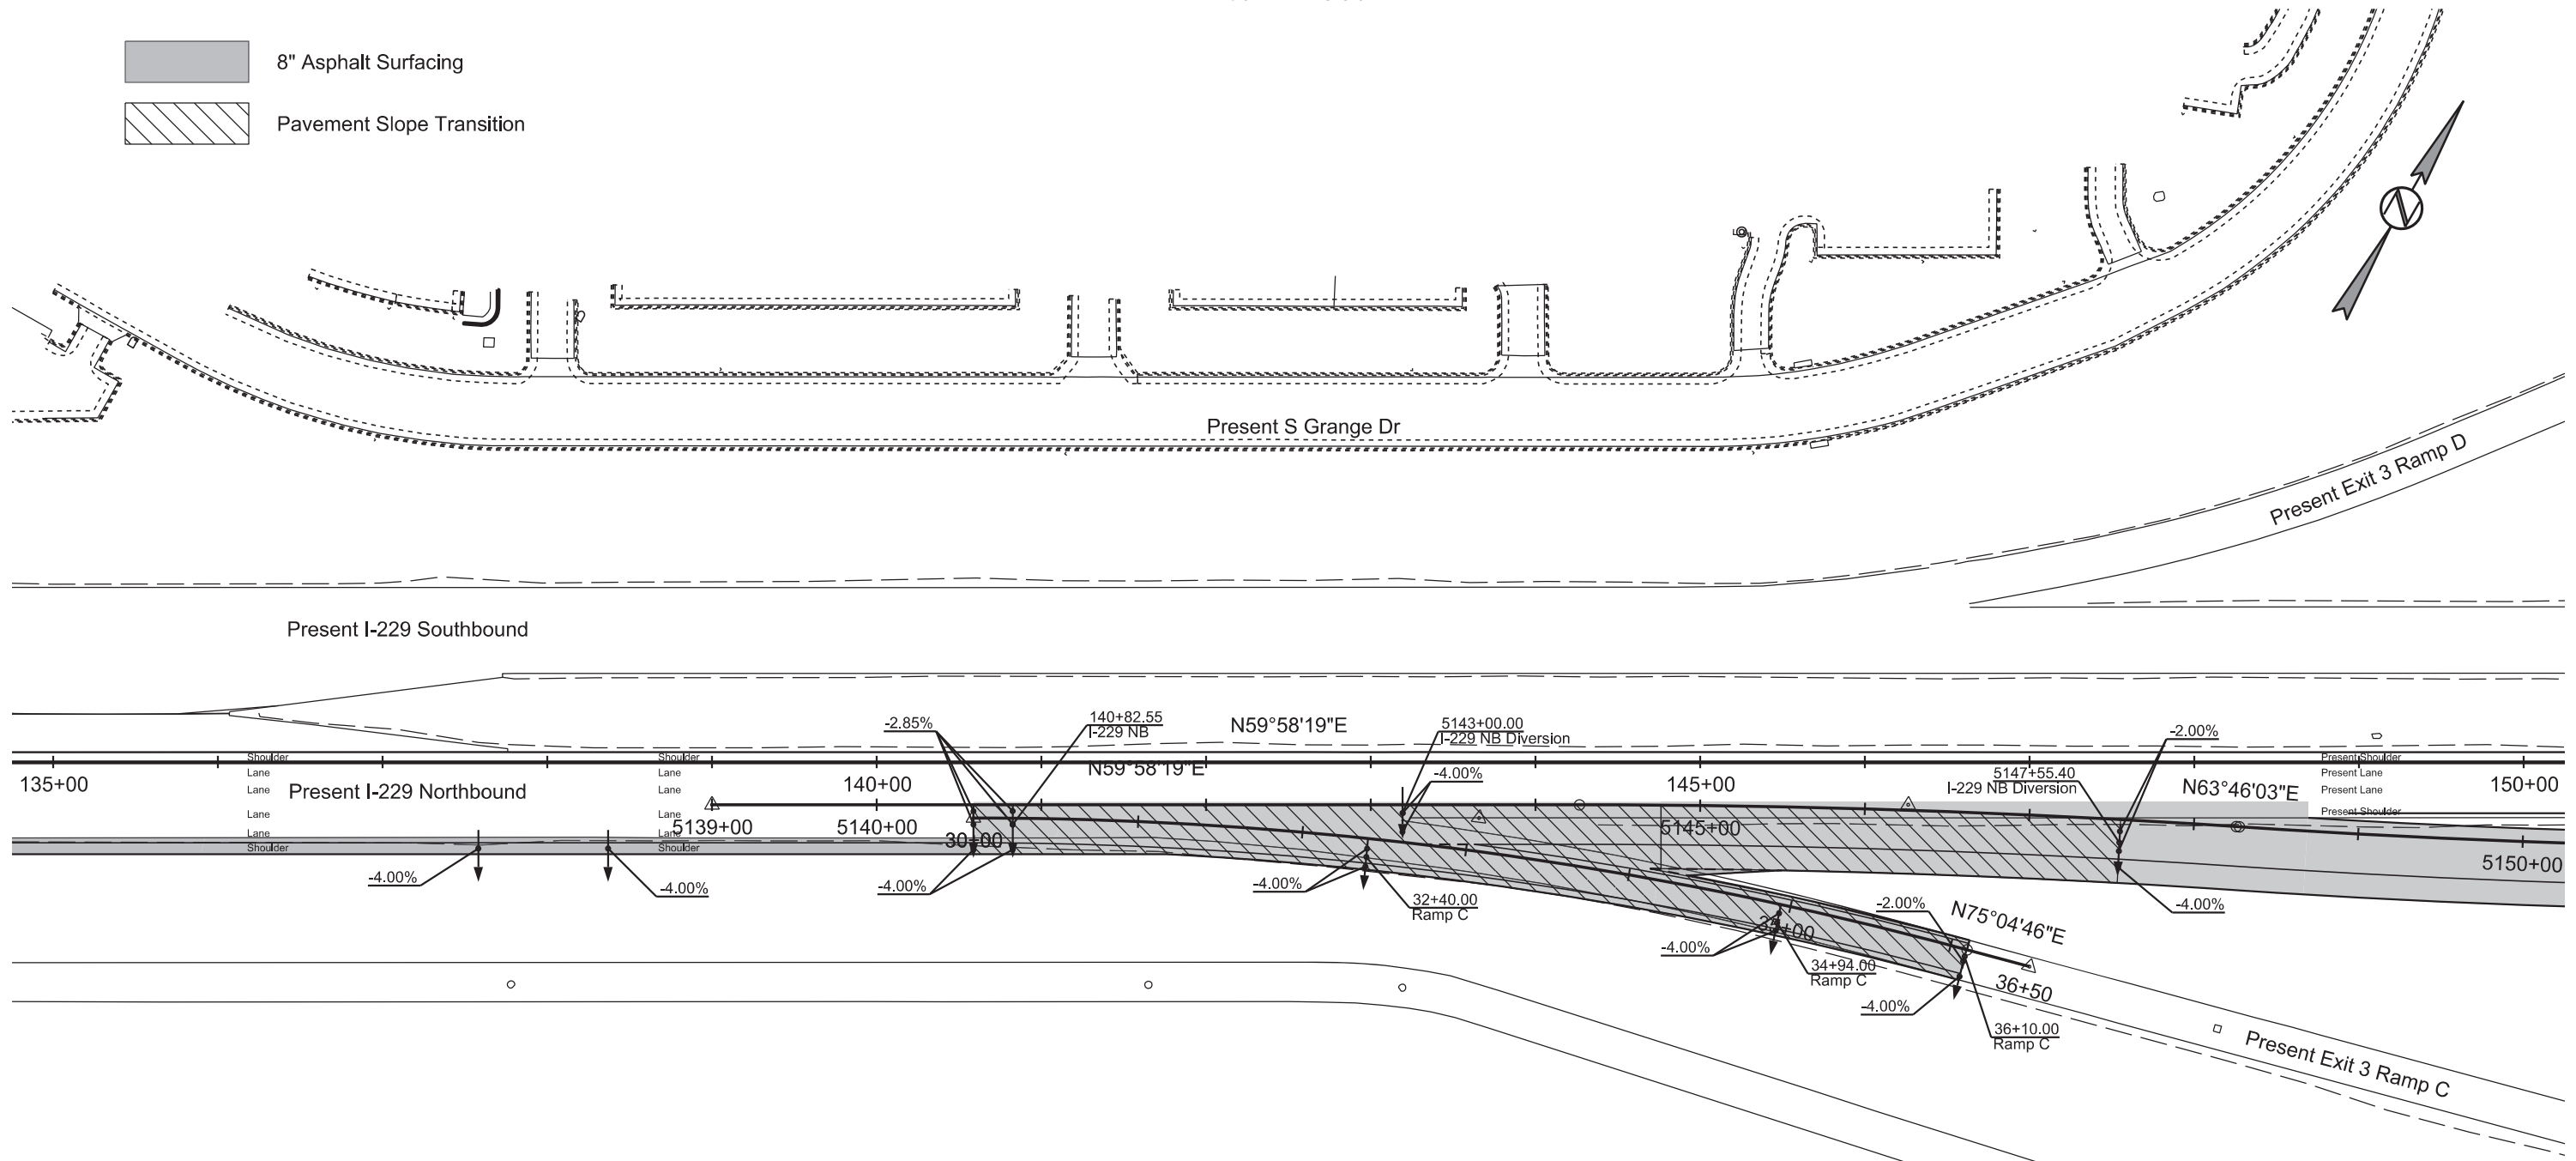 8" Asphalt Surfacing
Pavement Slope Transition
N
Present S Grange Dr
Present Exit 3 Ramp D
Present I-229 Southbound
-2.85%
140+82.55
I-229 NB
N59°58'19"E
5143+00.00
I-229 NB Diversion
-2.00%
Shoulder
Shoulder
Present Shoulder
Lane
Lane
N59°58'19"E
-4.00%
5147+55.40
I-229 NB Diversion
Present Lane
135+00
140+00
145+00
N63°46'03"E
150+00
Lane
Present I-229 Northbound
Lane
Present Lane
Lane
Lane
Present Shoulder
Lane
Lane
5139+00
5140+00
5145+00
Shoulder
Shoulder
30+00
5150+00
-4.00%
-4.00%
-4.00%
-4.00%
32+40.00
Ramp C
-2.00%
-4.00%
N75°04'46"E
-4.00%
34+94.00
Ramp C
-4.00%
36+50
36+10.00
Ramp C
Present Exit 3 Ramp C